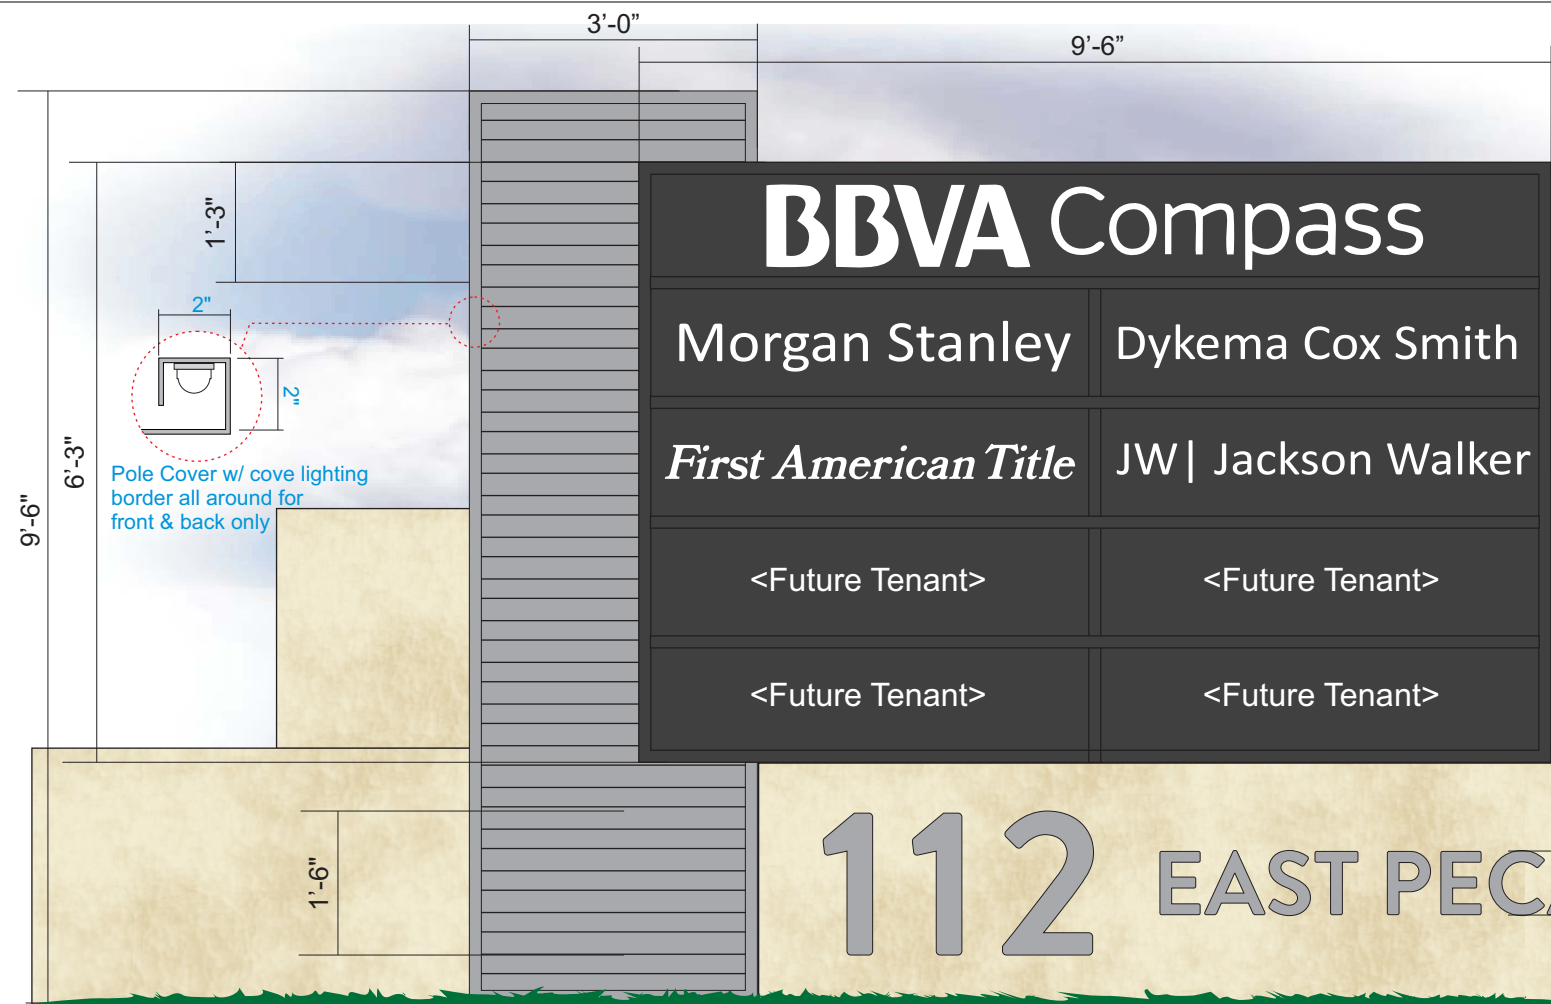 3'-0”
9'-6”
1'-3"
2"
2"
6'-3"
9'-6"
Pole Cover w/ cove lighting
border all around for
front & back only
BBVA Compass
Morgan Stanley
Dykema Cox Smith
First American Title
JW| Jackson Walker
<Future Tenant>
<Future Tenant>
<Future Tenant>
<Future Tenant>
1'-6"
112 EAST PEC